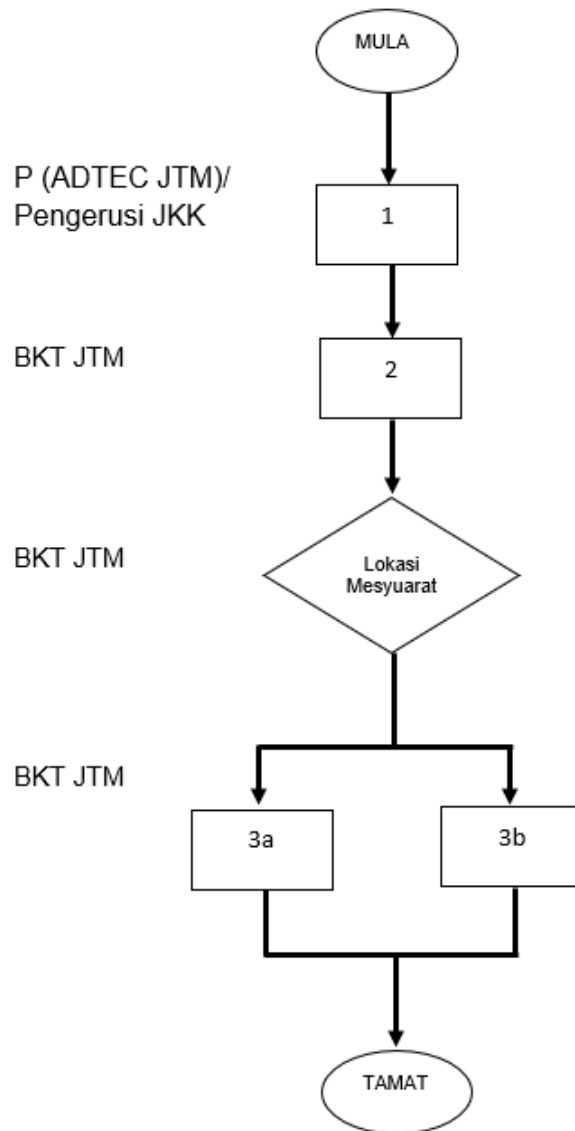 MULA
P (ADTEC JTM)/
Pengerusi JKK
1
BKT JTM
2
BKT JTM
Lokasi
Mesyuarat
BKT JTM
3a
3b
TAMAT